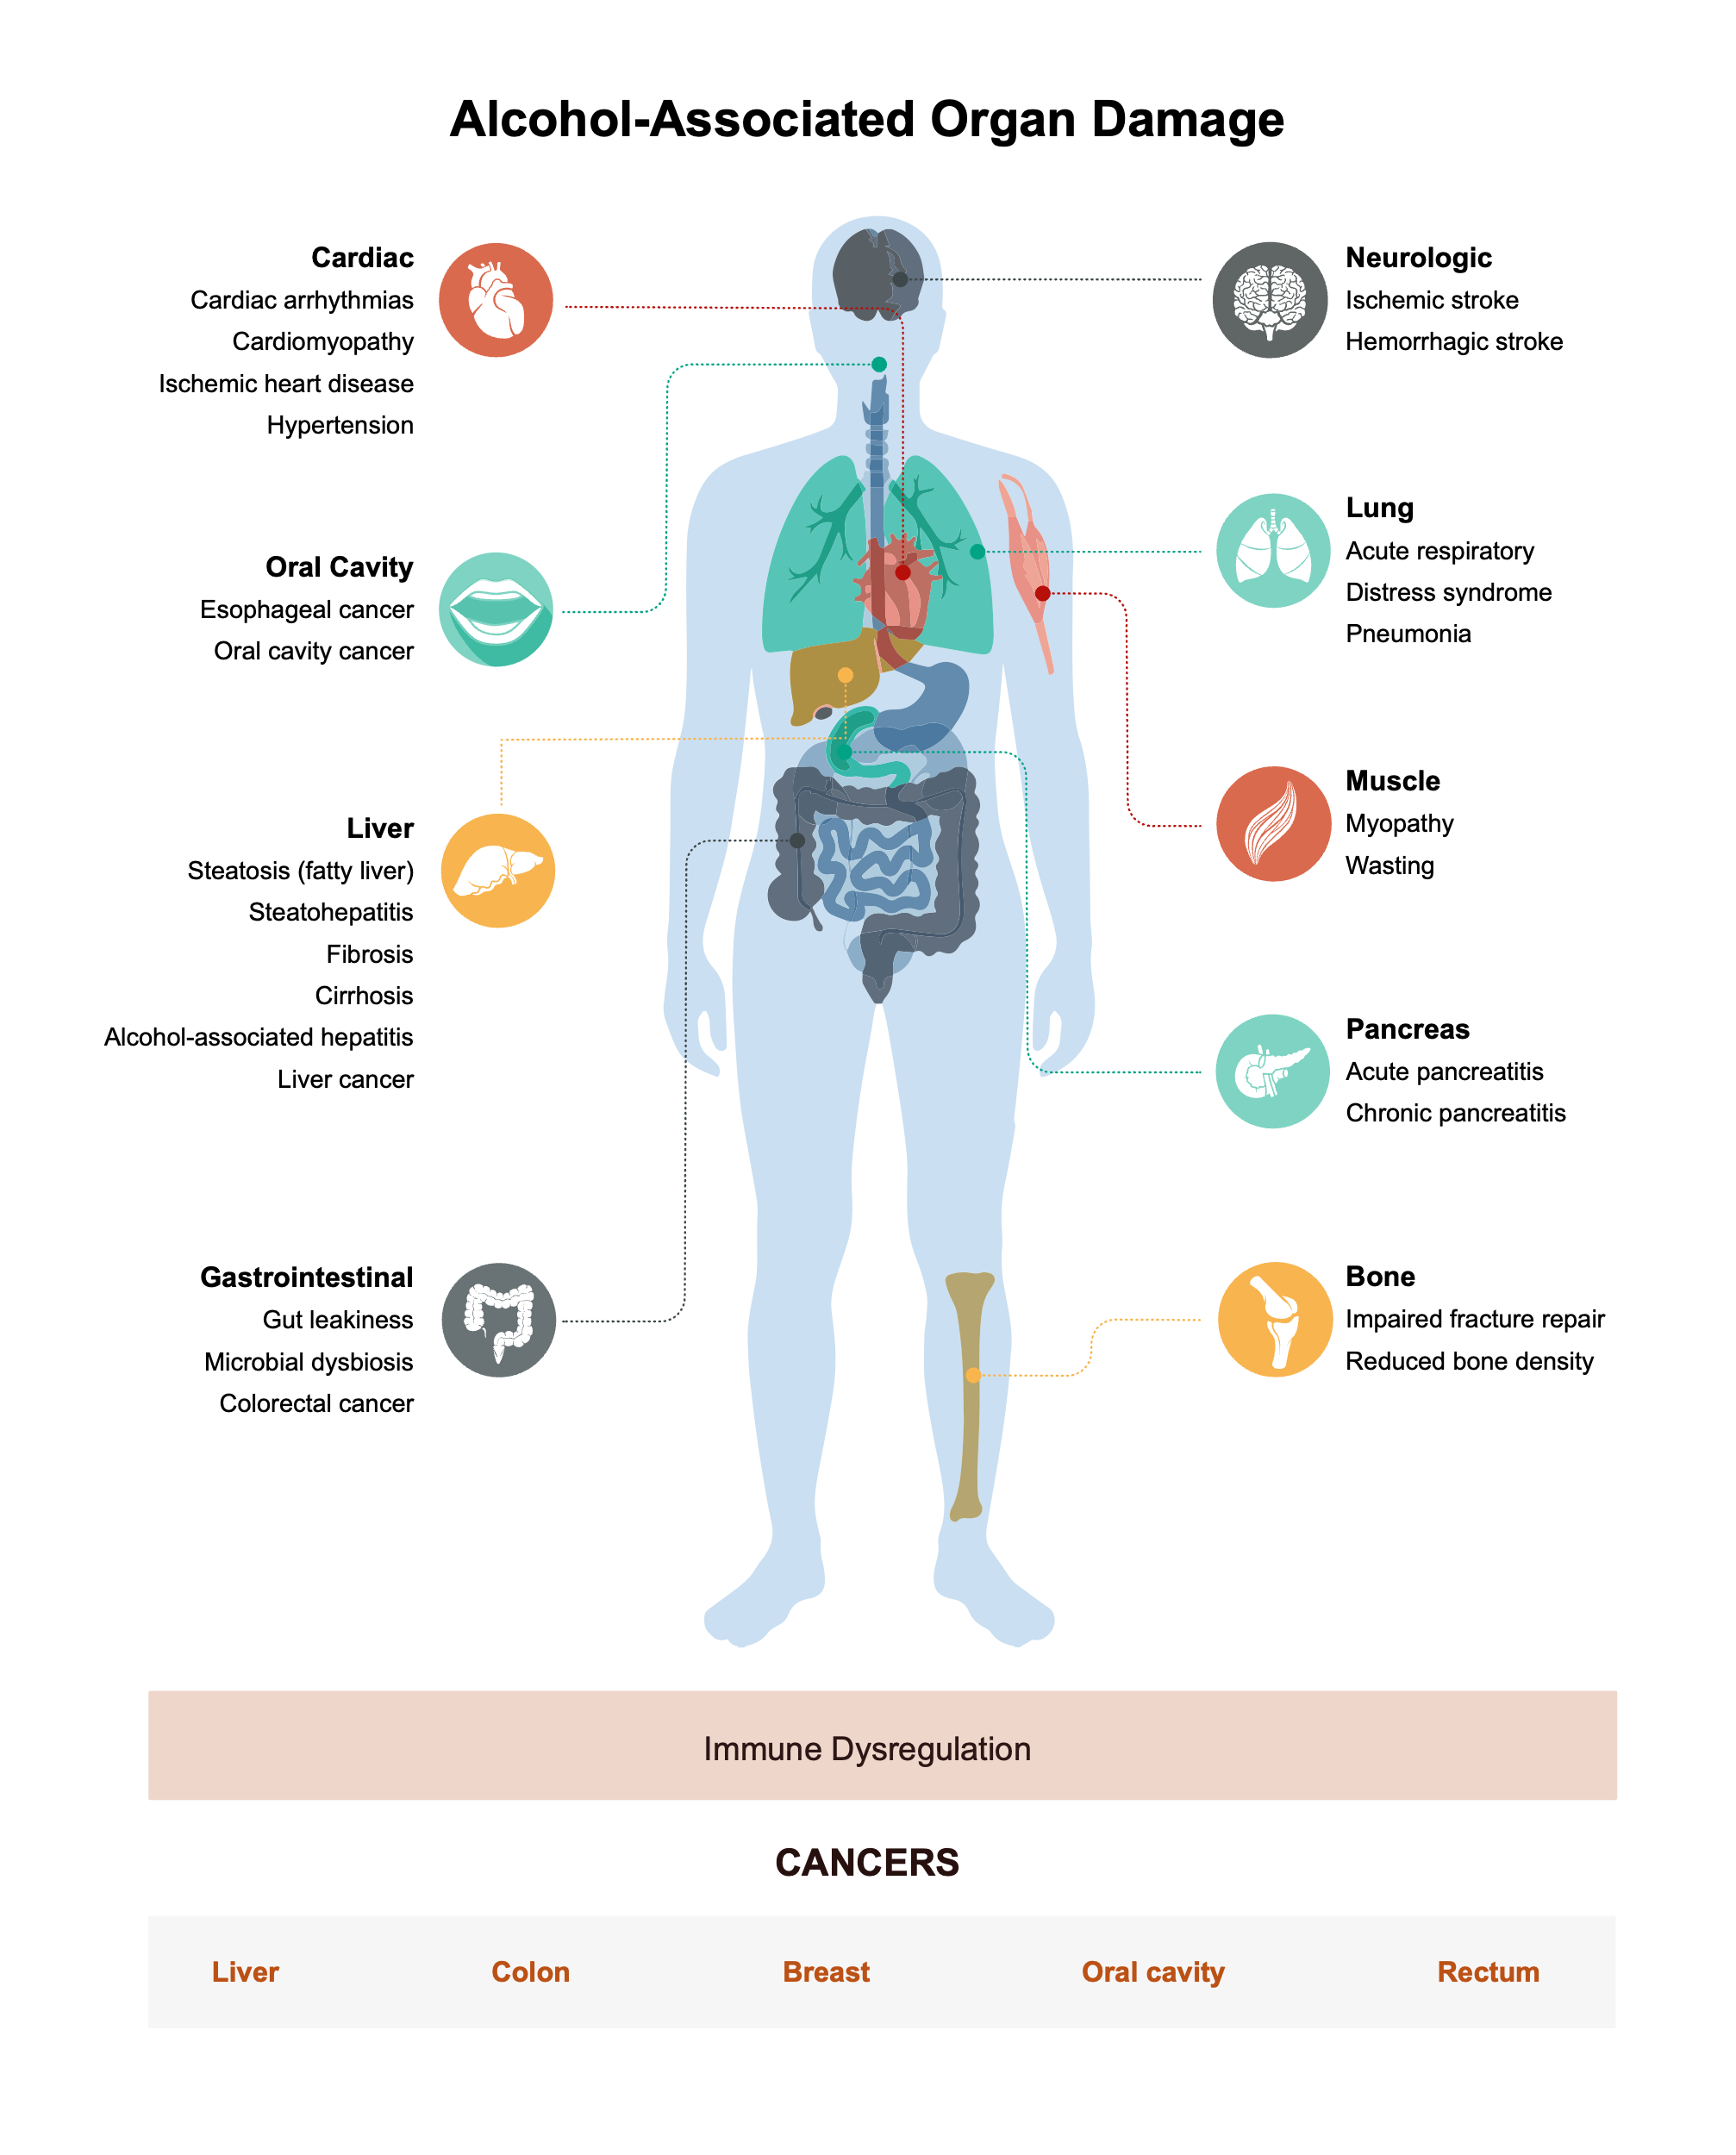 Alcohol-Associated Organ Damage
Cardiac
Cardiac arrhythmias
Cardiomyopathy
Ischemic heart disease
Hypertension
Oral Cavity
Esophageal cancer
Oral cavity cancer
Liver
Steatosis (fatty liver)
Steatohepatitis
Fibrosis
Cirrhosis
Alcohol-associated hepatitis
Liver cancer
Gastrointestinal
Gut leakiness
Microbial dysbiosis
Colorectal cancer
Neurologic
Ischemic stroke
Hemorrhagic stroke
Lung
Acute respiratory
Distress syndrome
Pneumonia
Muscle
Myopathy
Wasting
Pancreas
Acute pancreatitis
Chronic pancreatitis
Bone
Impaired fracture repair
Reduced bone density
Immune Dysregulation
CANCERS
Liver Colon Breast Oral cavity Rectum